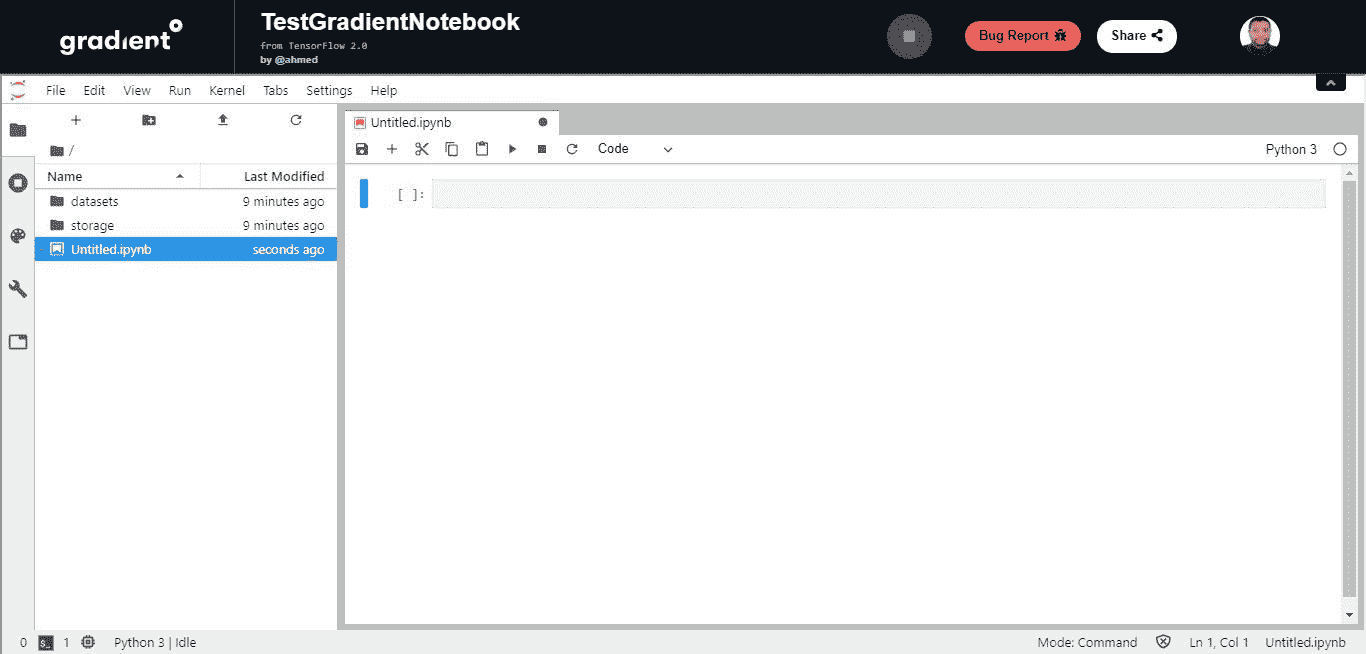 gradient
TestGradientNotebook
from TensorFlow 2.0
by @ahmed
Bug Report
Share
File Edit View Run Kernel Tabs Settings Help
/
Name Last Modified
datasets 9 minutes ago
storage 9 minutes ago
Untitled.ipynb seconds ago
Untitled.ipynb
Code Python 3
[ ]:
0 $_ 1 Python 3 | Idle Mode: Command Ln 1, Col 1 Untitled.ipynb